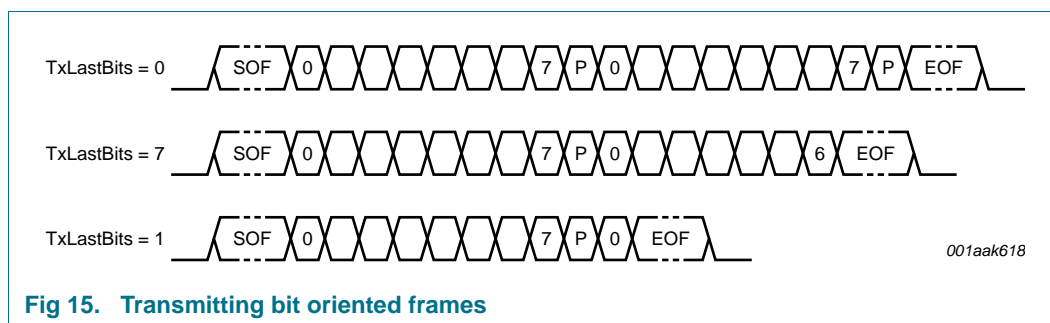 TxLastBits = 0 SOF 0 7 P 0 7 P EOF
TxLastBits = 7 SOF 0 7 P 0 6 EOF
TxLastBits = 1 SOF 0 7 P 0 EOF
001aak618
Fig 15. Transmitting bit oriented frames